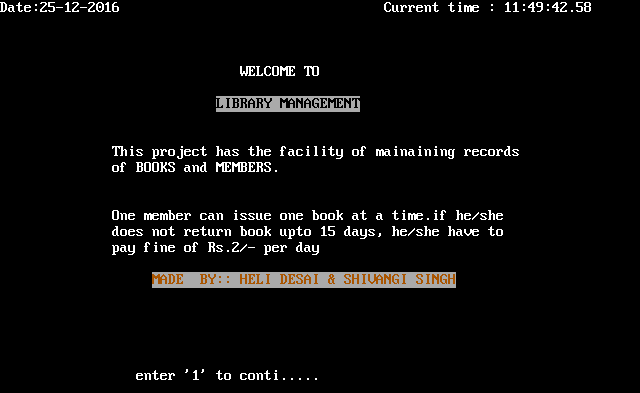 Date:25-12-2016 Current time : 11:49:42.58
WELCOME TO
LIBRARY MANAGEMENT
This project has the facility of mainaining records
of BOOKS and MEMBERS.
One member can issue one book at a time.if he/she
does not return book upto 15 days, he/she have to
pay fine of Rs.2/- per day
MADE BY:: HELI DESAI & SHIVANGI SINGH
enter '1' to conti.....